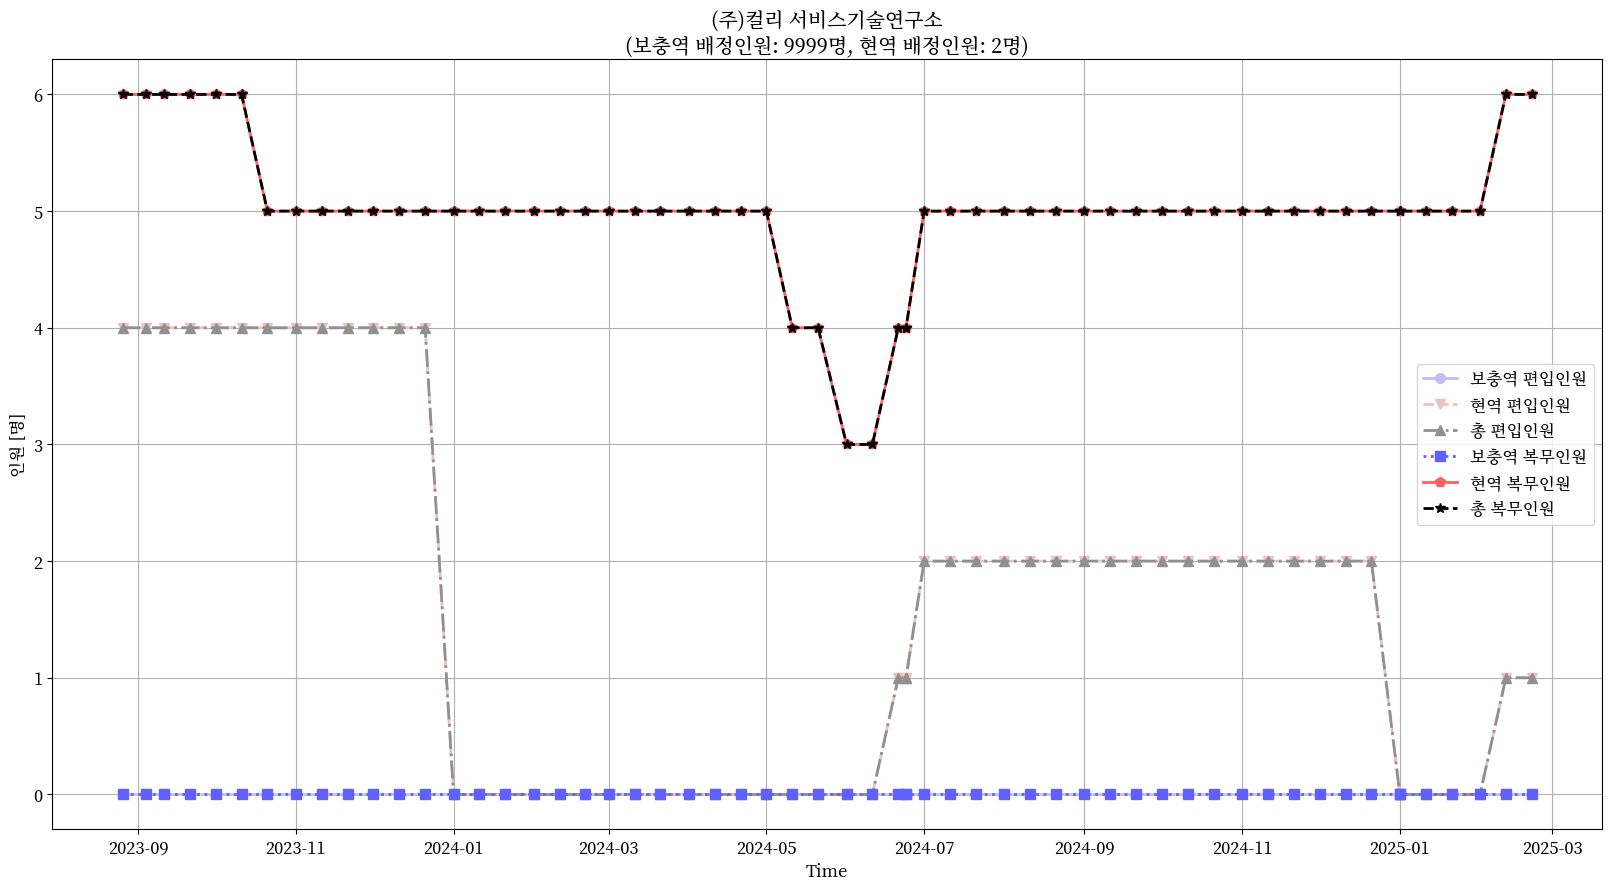 (주)컬리 서비스기술연구소
(보충역 배정인원: 9999명, 현역 배정인원: 2명)
인원 [명]
6
5
4
3
2
1
0
보충역 편입인원
현역 편입인원
총 편입인원
보충역 복무인원
현역 복무인원
총 복무인원
2023-09
2023-11
2024-01
2024-03
2024-05
2024-07
2024-09
2024-11
2025-01
2025-03
Time